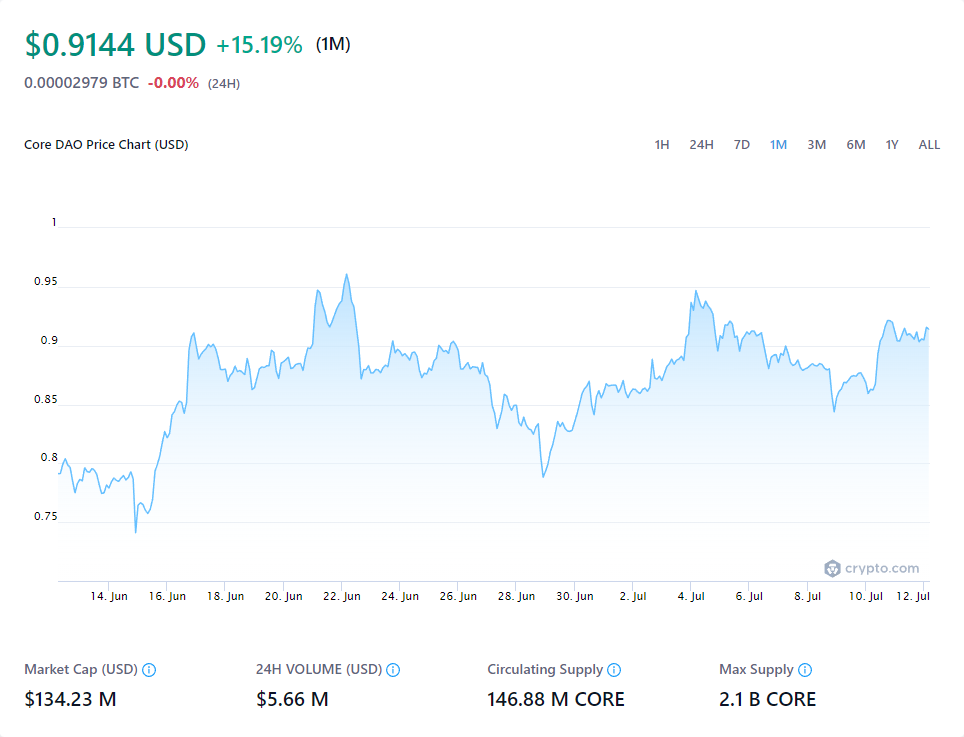 $0.9144 USD +15.19% (1M)
0.00002979 BTC -0.00% (24H)
Core DAO Price Chart (USD) 1H 24H 7D 1M 3M 6M 1Y ALL
1
0.95
0.9
0.85
0.8
0.75
crypto.com
14. Jun 16. Jun 18. Jun 20. Jun 22. Jun 24. Jun 26. Jun 28. Jun 30. Jun 2. Jul 4. Jul 6. Jul 8. Jul 10. Jul 12. Jul
Market Cap (USD) 24H VOLUME (USD) Circulating Supply Max Supply
$134.23 M $5.66 M 146.88 M CORE 2.1 B CORE